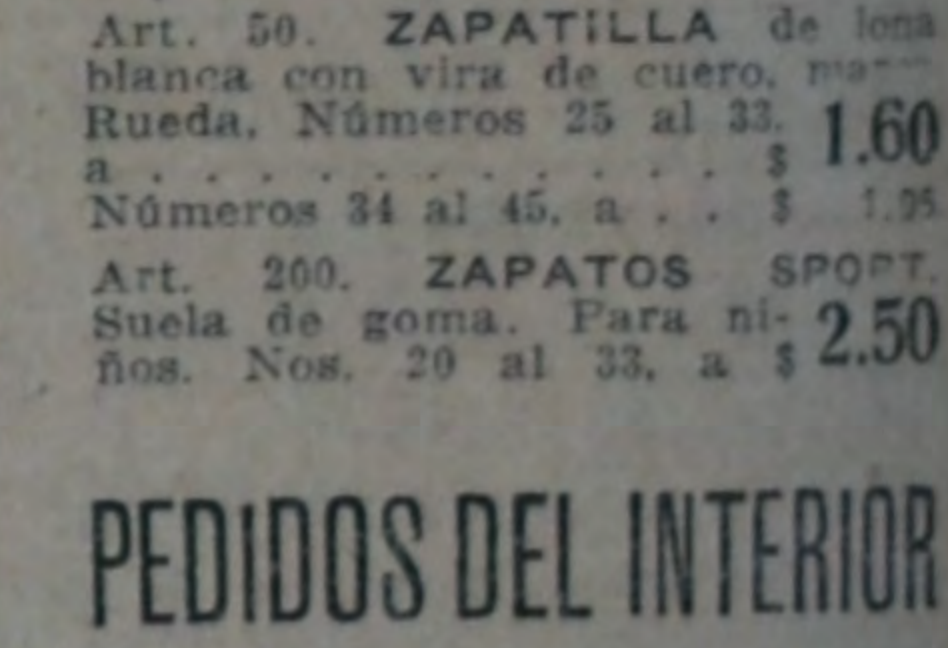 Art. 50. ZAPATILLA de lona
blanca con vira de cuero,
Rueda. Números 25 al 33,
a . . . . . . . . . . . $ 1.60
Números 34 al 45, a . . $ 1.95
Art. 200. ZAPATOS SPORT.
Suela de goma. Para ni-
ños. Nos. 20 al 33, a $ 2.50
PEDIDOS DEL INTERIOR